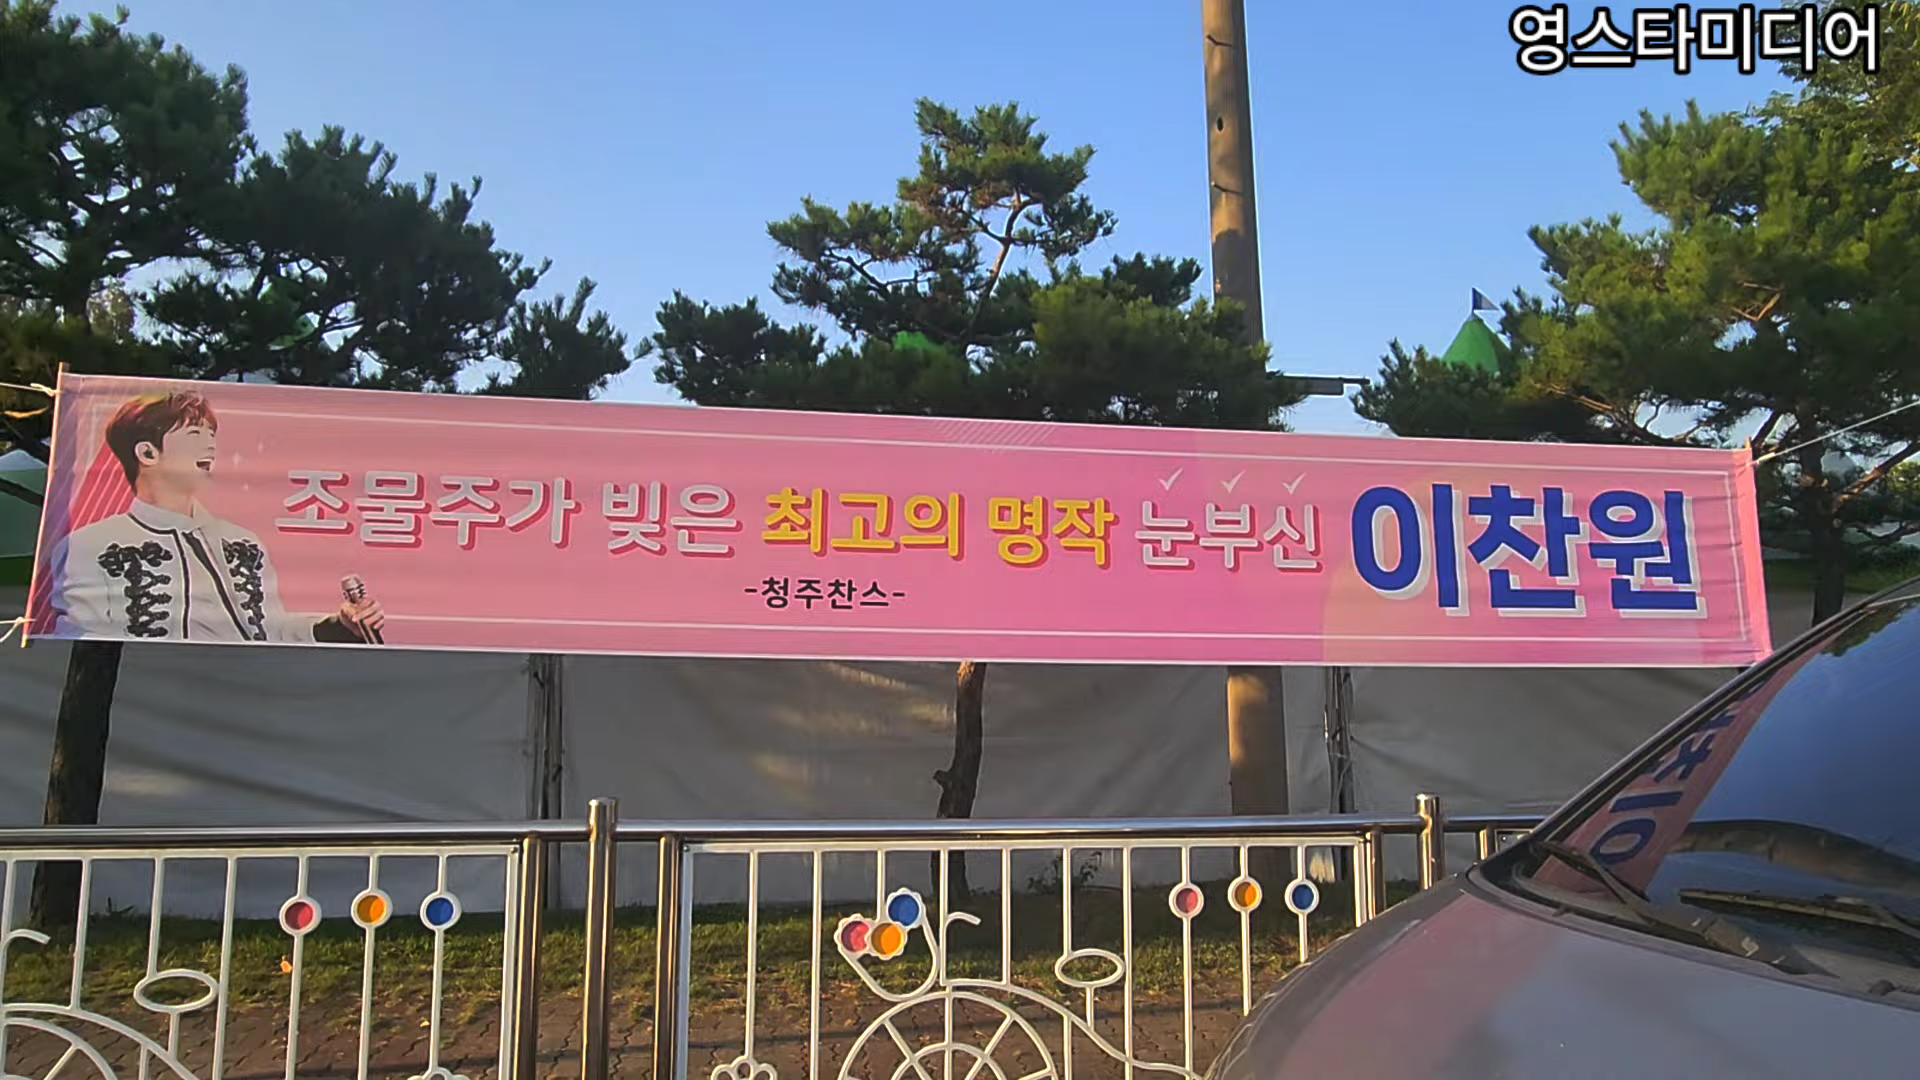 영스타미디어
조물주가 빚은 최고의 명작 눈부신 이찬원
-청주찬스-